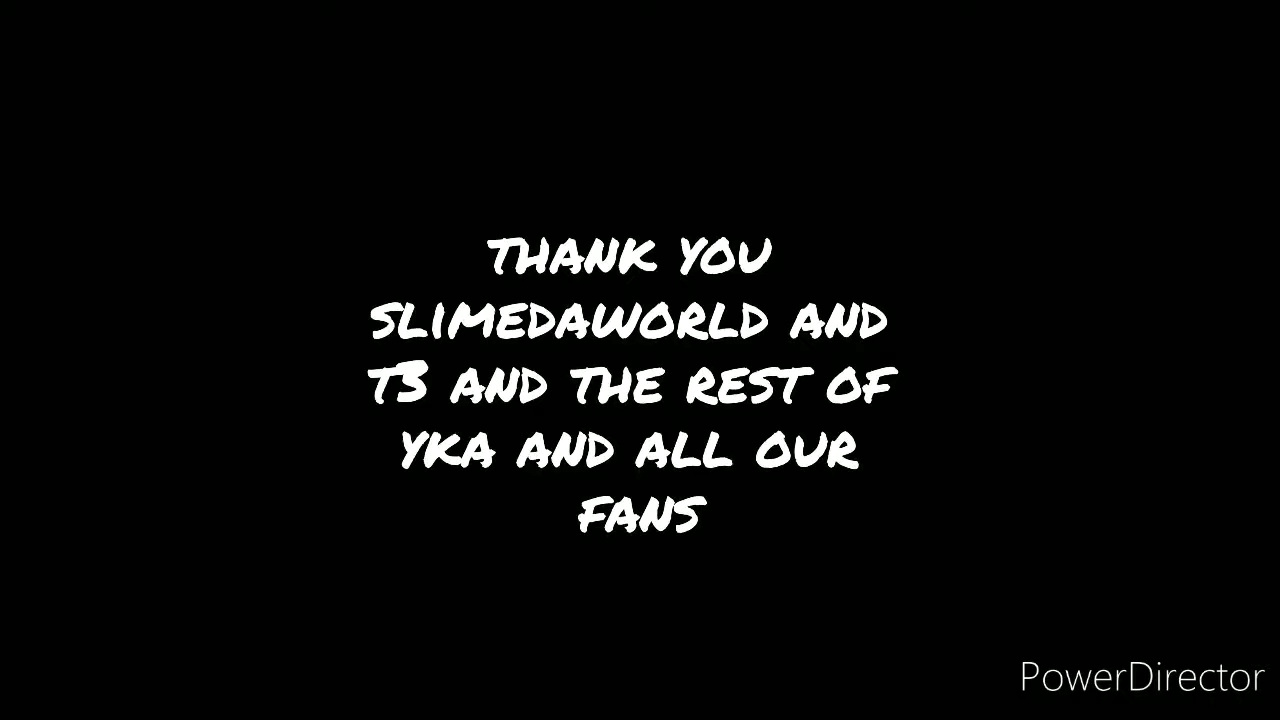 THANK YOU
SLIMEDAWORLD AND
T3 AND THE REST OF
YKA AND ALL OUR
FANS
PowerDirector